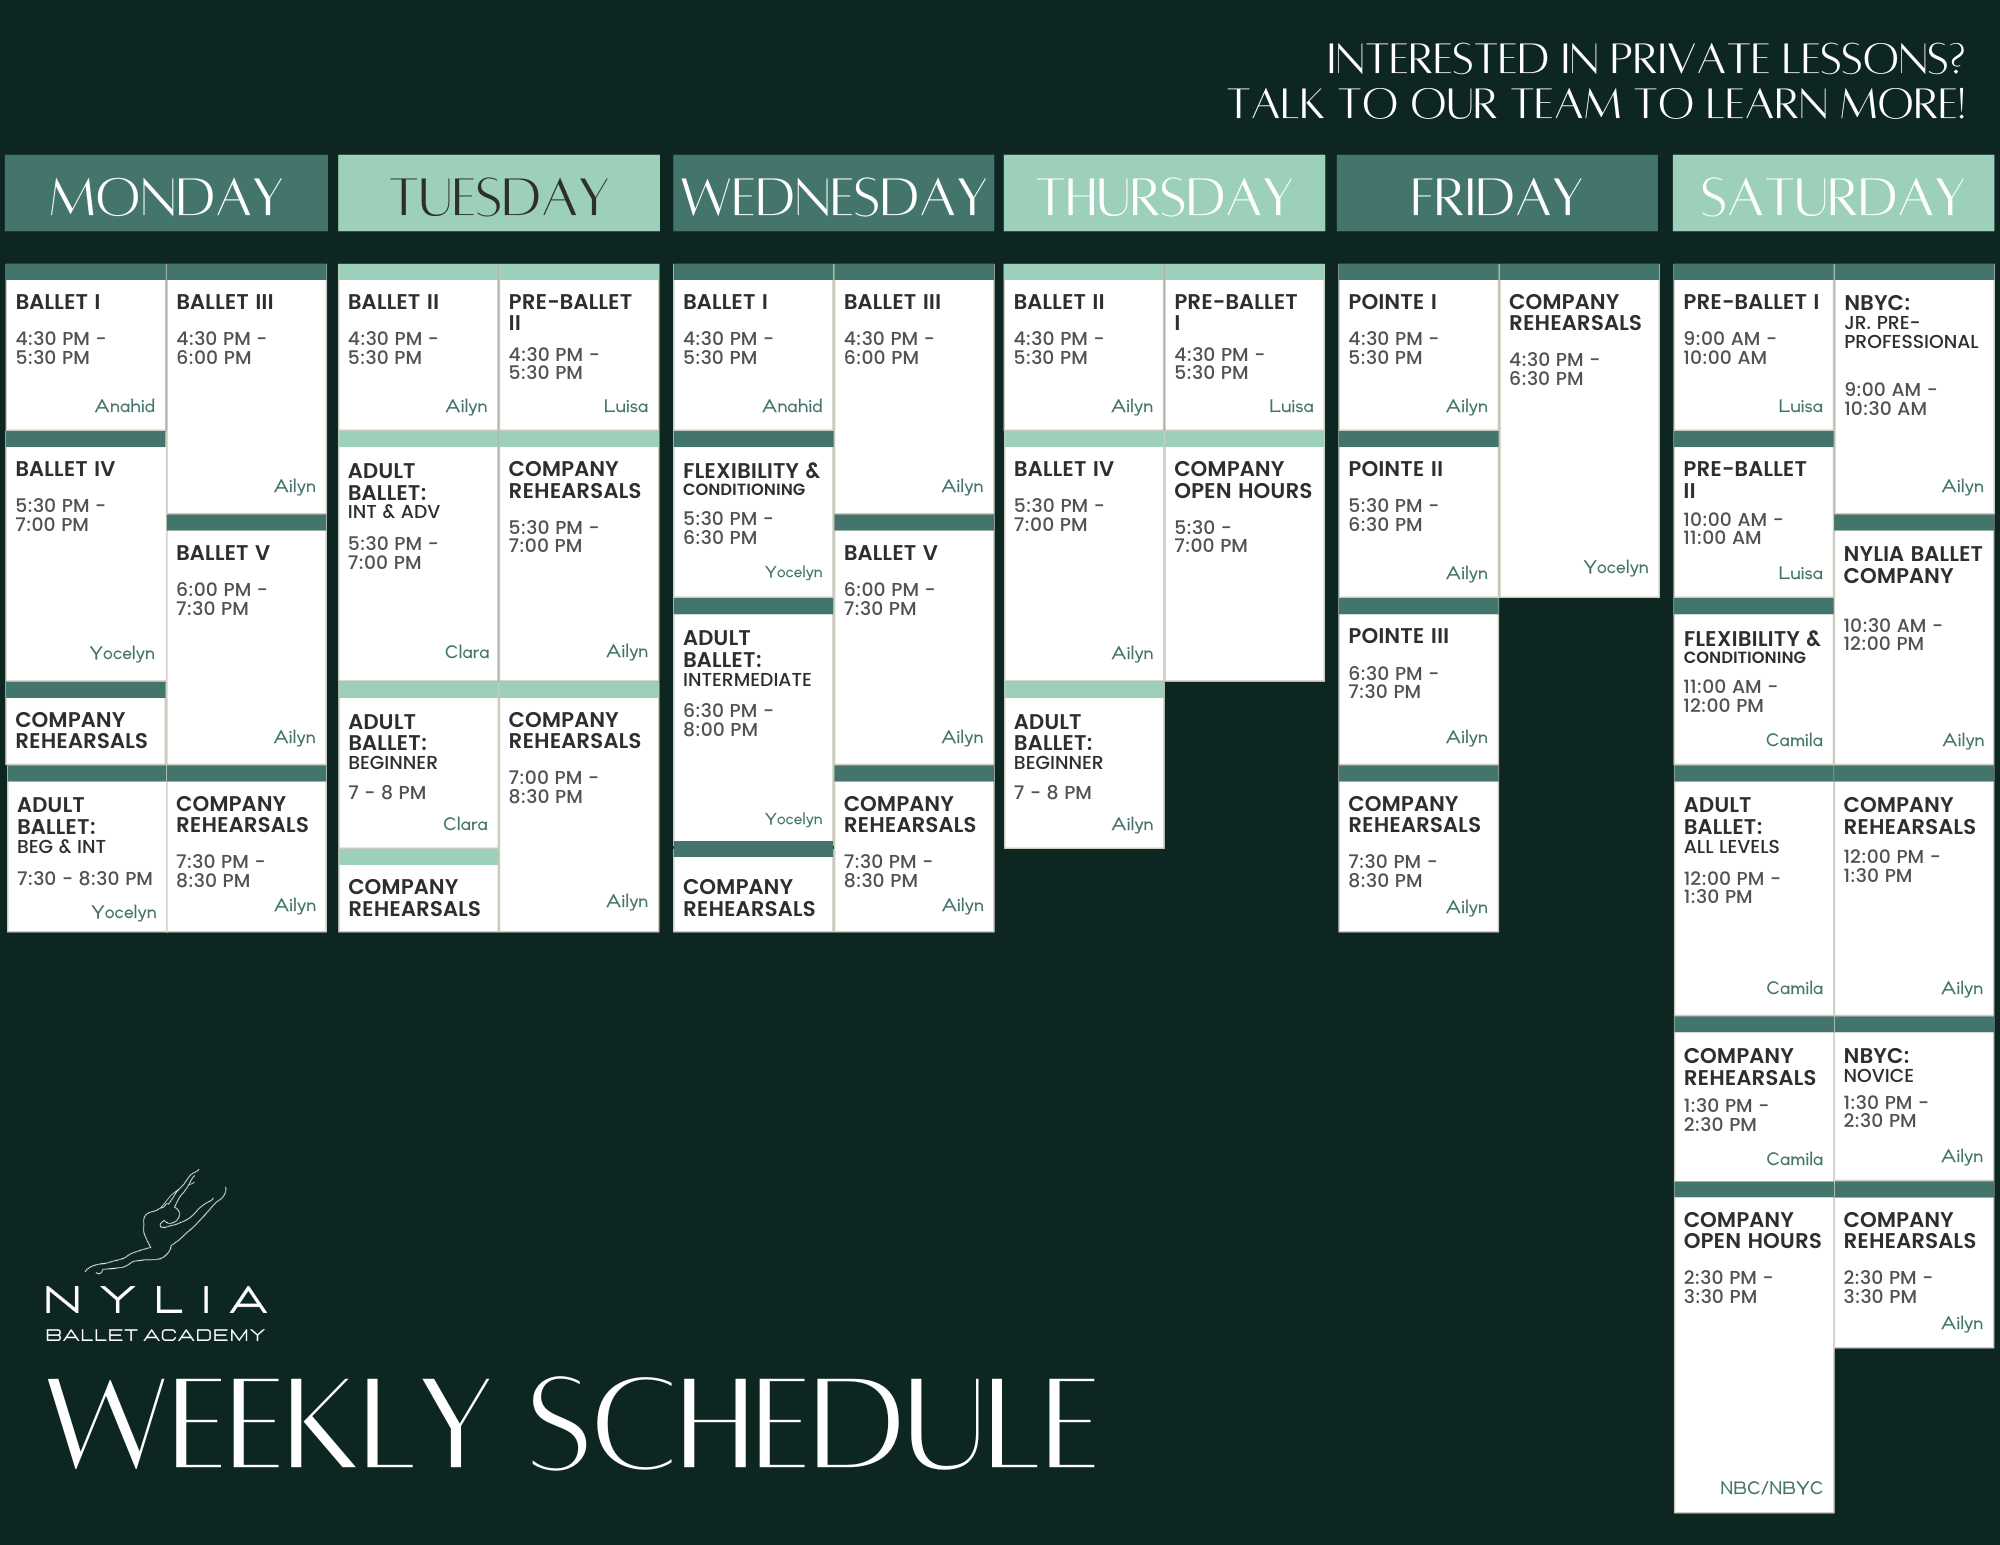 INTERESTED IN PRIVATE LESSONS?
TALK TO OUR TEAM TO LEARN MORE!
MONDAY
BALLET I
4:30 PM -
5:30 PM
Anahid
BALLET IV
5:30 PM -
7:00 PM
Yocelyn
COMPANY
REHEARSALS
ADULT
BALLET:
BEG & INT
7:30 - 8:30 PM
Yocelyn
BALLET III
4:30 PM -
6:00 PM
Ailyn
BALLET V
6:00 PM -
7:30 PM
Ailyn
COMPANY
REHEARSALS
7:30 PM -
8:30 PM
Ailyn
TUESDAY
BALLET II
4:30 PM -
5:30 PM
Ailyn
ADULT
BALLET:
INT & ADV
5:30 PM -
7:00 PM
Clara
ADULT
BALLET:
BEGINNER
7 - 8 PM
Clara
COMPANY
REHEARSALS
PRE-BALLET
II
4:30 PM -
5:30 PM
Luisa
COMPANY
REHEARSALS
5:30 PM -
7:00 PM
Ailyn
COMPANY
REHEARSALS
7:00 PM -
8:30 PM
Ailyn
WEDNESDAY
BALLET I
4:30 PM -
5:30 PM
Anahid
FLEXIBILITY &
CONDITIONING
5:30 PM -
6:30 PM
Yocelyn
ADULT
BALLET:
INTERMEDIATE
6:30 PM -
8:00 PM
Yocelyn
COMPANY
REHEARSALS
BALLET III
4:30 PM -
6:00 PM
Ailyn
BALLET V
6:00 PM -
7:30 PM
Ailyn
COMPANY
REHEARSALS
7:30 PM -
8:30 PM
Ailyn
THURSDAY
BALLET II
4:30 PM -
5:30 PM
Ailyn
BALLET IV
5:30 PM -
7:00 PM
Ailyn
ADULT
BALLET:
BEGINNER
7 - 8 PM
Ailyn
PRE-BALLET
I
4:30 PM -
5:30 PM
Luisa
COMPANY
OPEN HOURS
5:30 -
7:00 PM
FRIDAY
POINTE I
4:30 PM -
5:30 PM
Ailyn
POINTE II
5:30 PM -
6:30 PM
Ailyn
POINTE III
6:30 PM -
7:30 PM
Ailyn
COMPANY
REHEARSALS
7:30 PM -
8:30 PM
Ailyn
COMPANY
REHEARSALS
4:30 PM -
6:30 PM
Yocelyn
SATURDAY
PRE-BALLET I
9:00 AM -
10:00 AM
Luisa
PRE-BALLET
II
10:00 AM -
11:00 AM
Luisa
FLEXIBILITY &
CONDITIONING
11:00 AM -
12:00 PM
Camila
ADULT
BALLET:
ALL LEVELS
12:00 PM -
1:30 PM
Camila
COMPANY
REHEARSALS
1:30 PM -
2:30 PM
Camila
COMPANY
OPEN HOURS
2:30 PM -
3:30 PM
NBC/NBYC
NBYC:
JR. PRE-
PROFESSIONAL
9:00 AM -
10:30 AM
Ailyn
NYLIA BALLET
COMPANY
10:30 AM -
12:00 PM
Ailyn
COMPANY
REHEARSALS
12:00 PM -
1:30 PM
Ailyn
NBYC:
NOVICE
1:30 PM -
2:30 PM
Ailyn
COMPANY
REHEARSALS
2:30 PM -
3:30 PM
Ailyn
NYLIA
BALLET ACADEMY
WEEKLY SCHEDULE